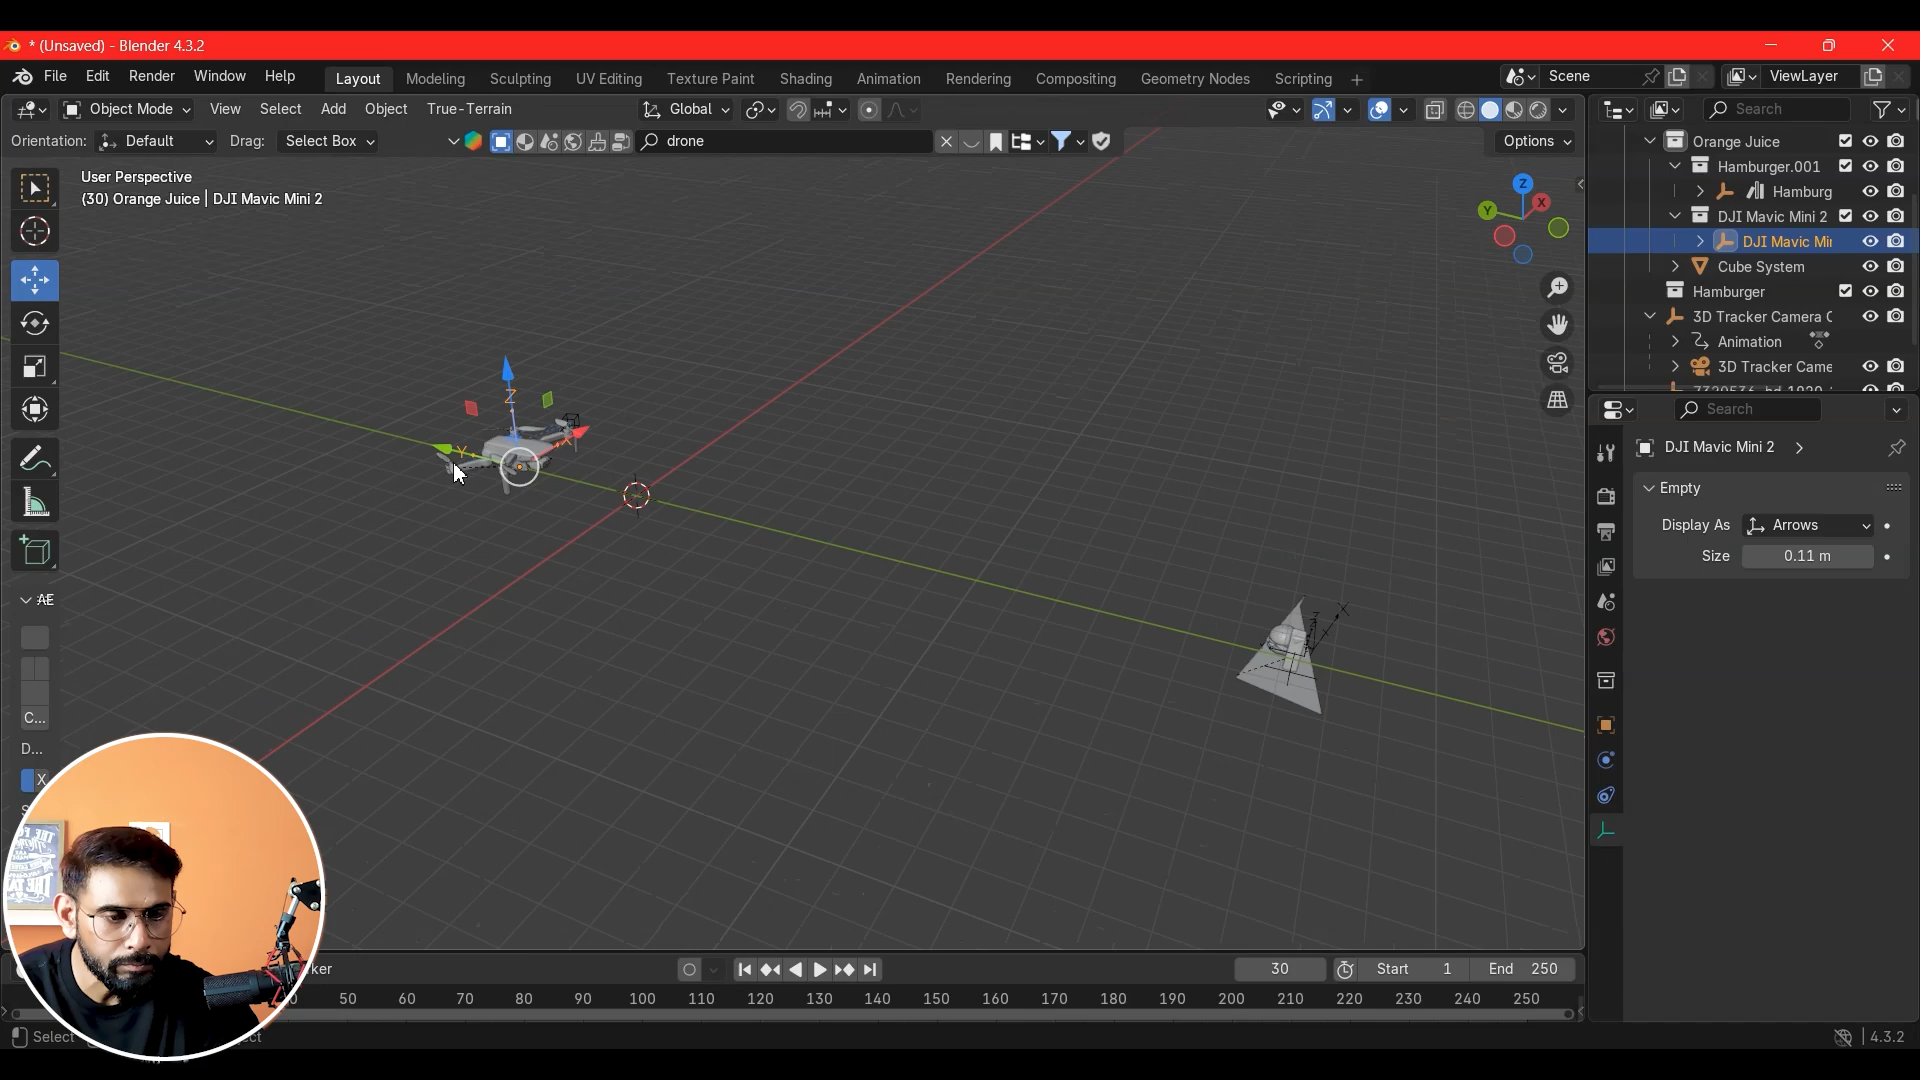 * (Unsaved) - Blender 4.3.2
File Edit Render Window Help
Layout Modeling Sculpting UV Editing Texture Paint Shading Animation Rendering Compositing Geometry Nodes Scripting +
Scene
ViewLayer
Object Mode View Select Add Object True-Terrain
Global
Search
Orientation: Default Drag: Select Box
drone
Options
User Perspective
(30) Orange Juice | DJI Mavic Mini 2
Z
X
Y
Z
Y
X
Z
X
Orange Juice
Hamburger.001
Hamburg
DJI Mavic Mini 2
DJI Mavic Mi
Cube System
Hamburger
3D Tracker Camera C
Animation
3D Tracker Came
Search
DJI Mavic Mini 2
Empty
Display As Arrows
Size 0.11 m
AE
C...
D...
X
THE
THE TA
ker
30 Start 1 End 250
50 60 70 80 90 100 110 120 130 140 150 160 170 180 190 200 210 220 230 240 250
Select
ct
4.3.2